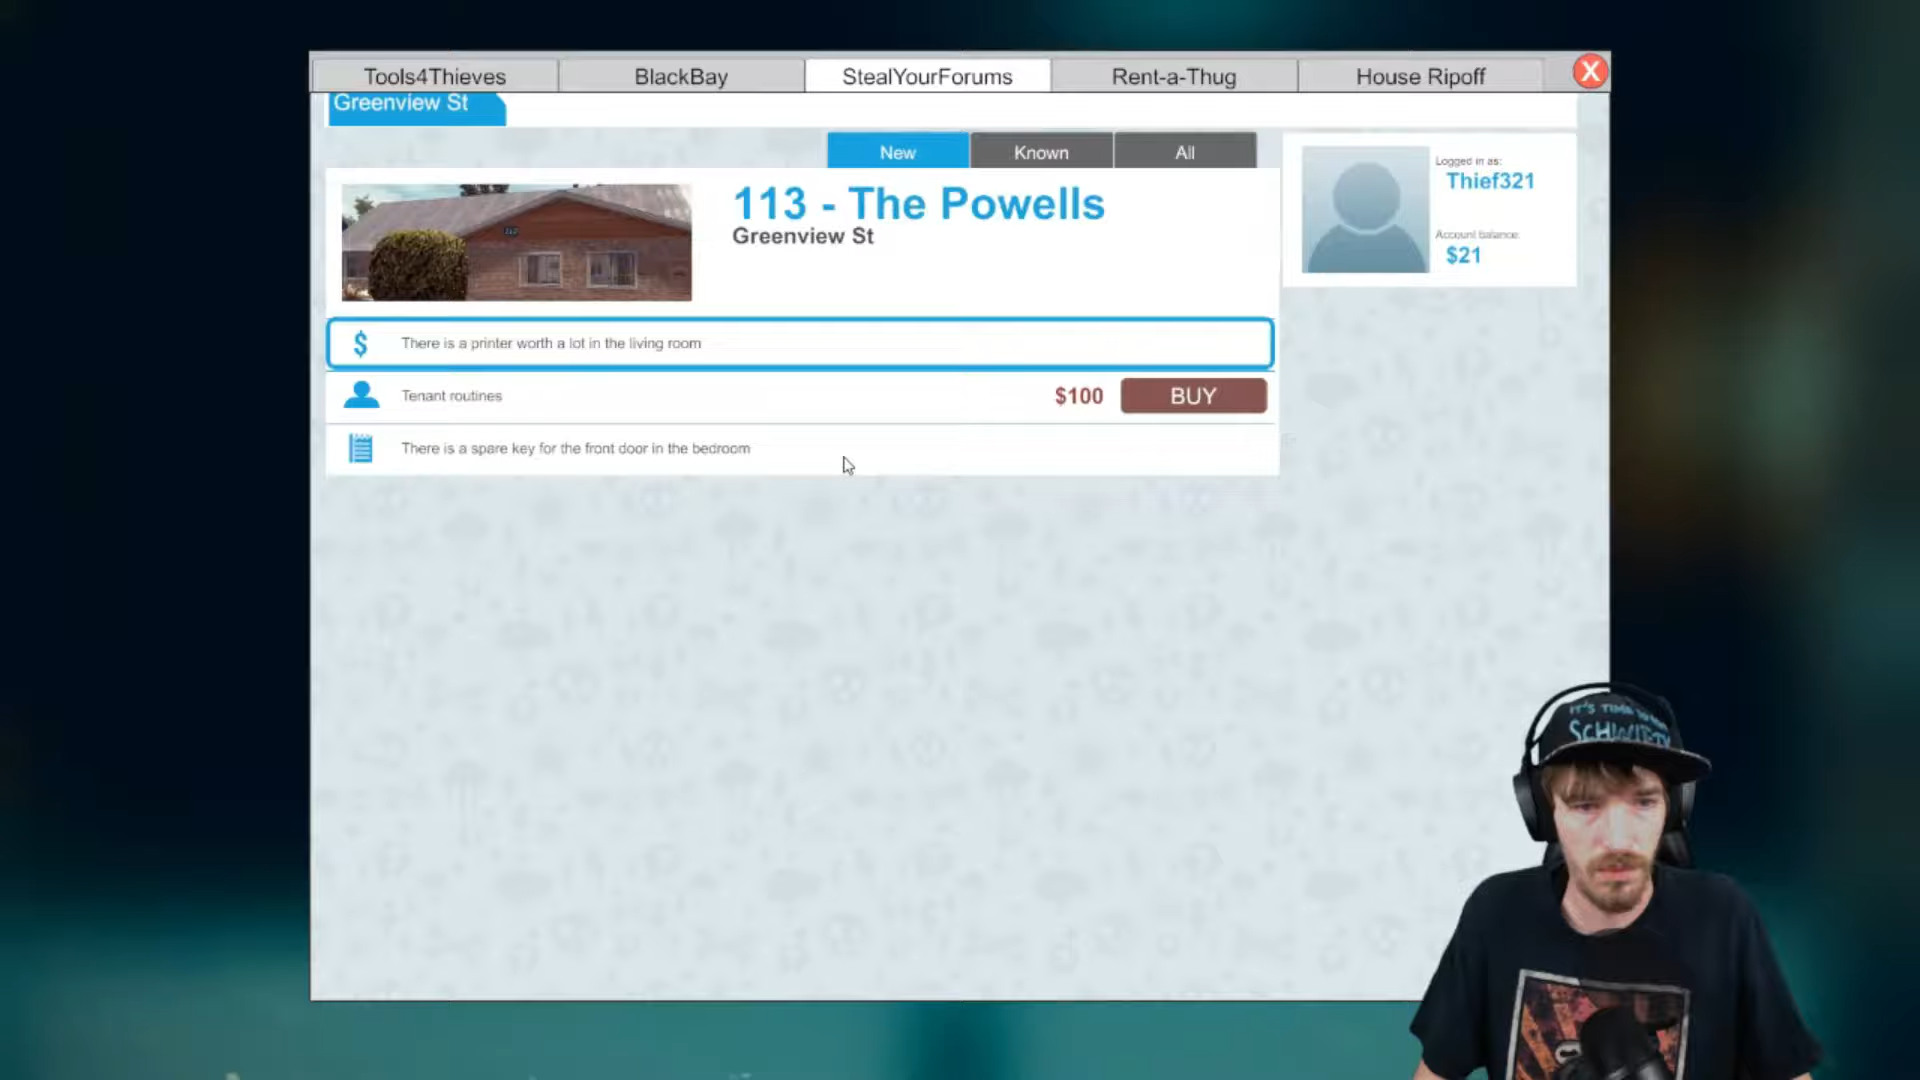 Tools4Thieves
BlackBay
StealYourForums
Rent-a-Thug
House Ripoff
X
Greenview St
New
Known
All
Logged in as:
Thief321
Account balance:
$21
113 - The Powells
Greenview St
$
There is a printer worth a lot in the living room
Tenant routines
$100
BUY
There is a spare key for the front door in the bedroom
IT'S TIME